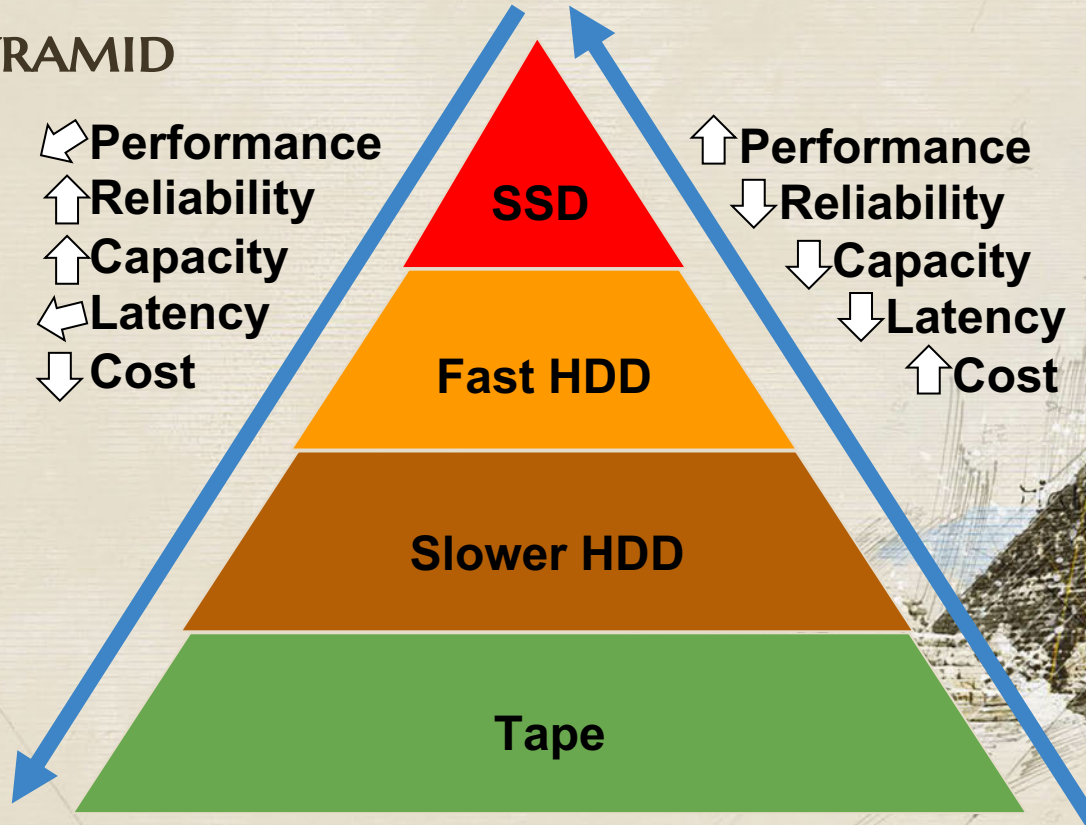 RAMID
Performance
Reliability
Capacity
Latency
Cost
Performance
Reliability
Capacity
Latency
Cost
SSD
Fast HDD
Slower HDD
Tape